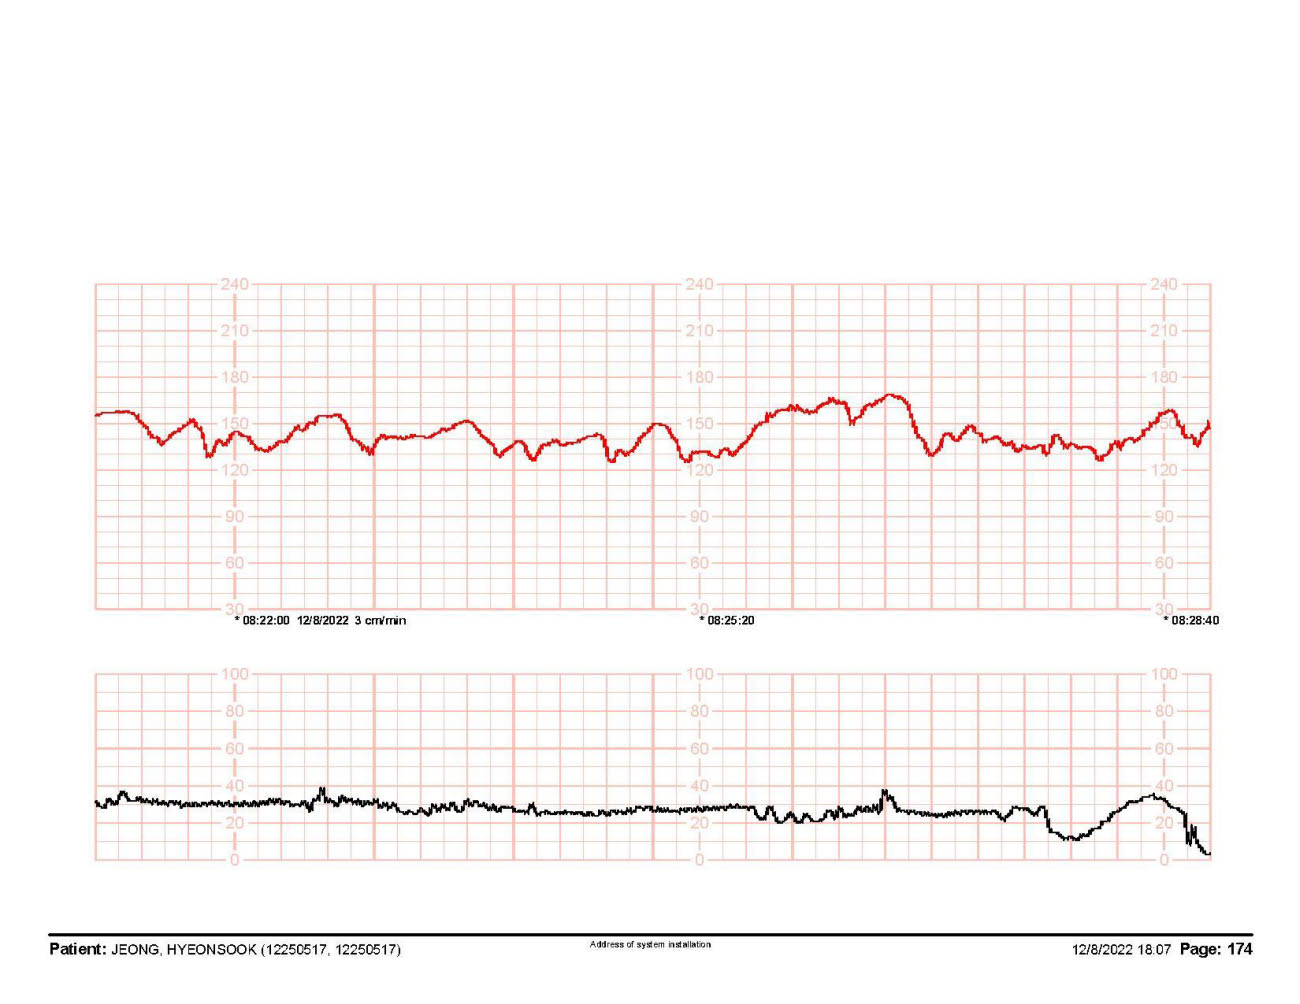 240 240 240
210 210 210
180 180 180
150 150 150
120 120 120
90 90 90
60 60 60
30 30 30
* 08:22:00 12/8/2022 3 cm/min * 08:25:20 * 08:28:40
100 100 100
80 80 80
60 60 60
40 40 40
20 20 20
0 0 0
Patient: JEONG, HYEONSOOK (12250517, 12250517) Address of system installation 12/8/2022 18:07 Page: 174